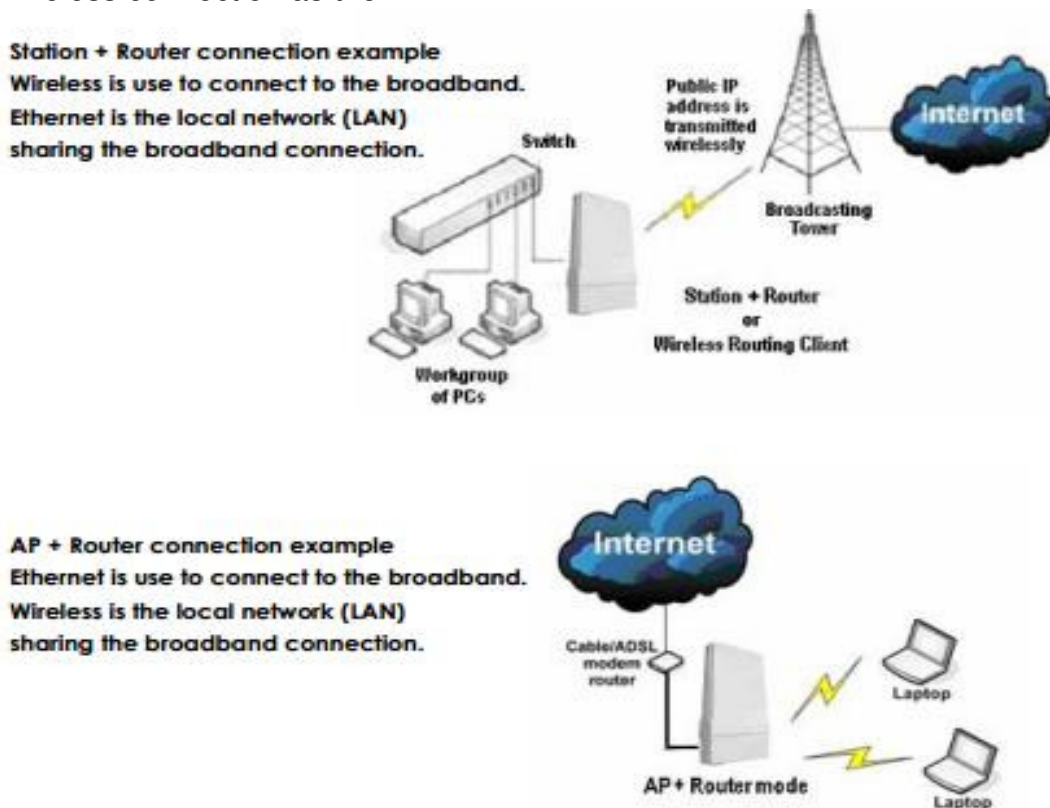 Station + Router connection example
Wireless is use to connect to the broadband.
Ethernet is the local network (LAN)
sharing the broadband connection.
Switch
Public IP
address is
transmitted
wirelessly
Internet
Broadcasting
Tower
Station + Router
or
Wireless Routing Client
Workgroup
of PCs
AP + Router connection example
Ethernet is use to connect to the broadband.
Wireless is the local network (LAN)
sharing the broadband connection.
Internet
Cable/ADSL
modem
router
Laptop
AP + Router mode
Laptop